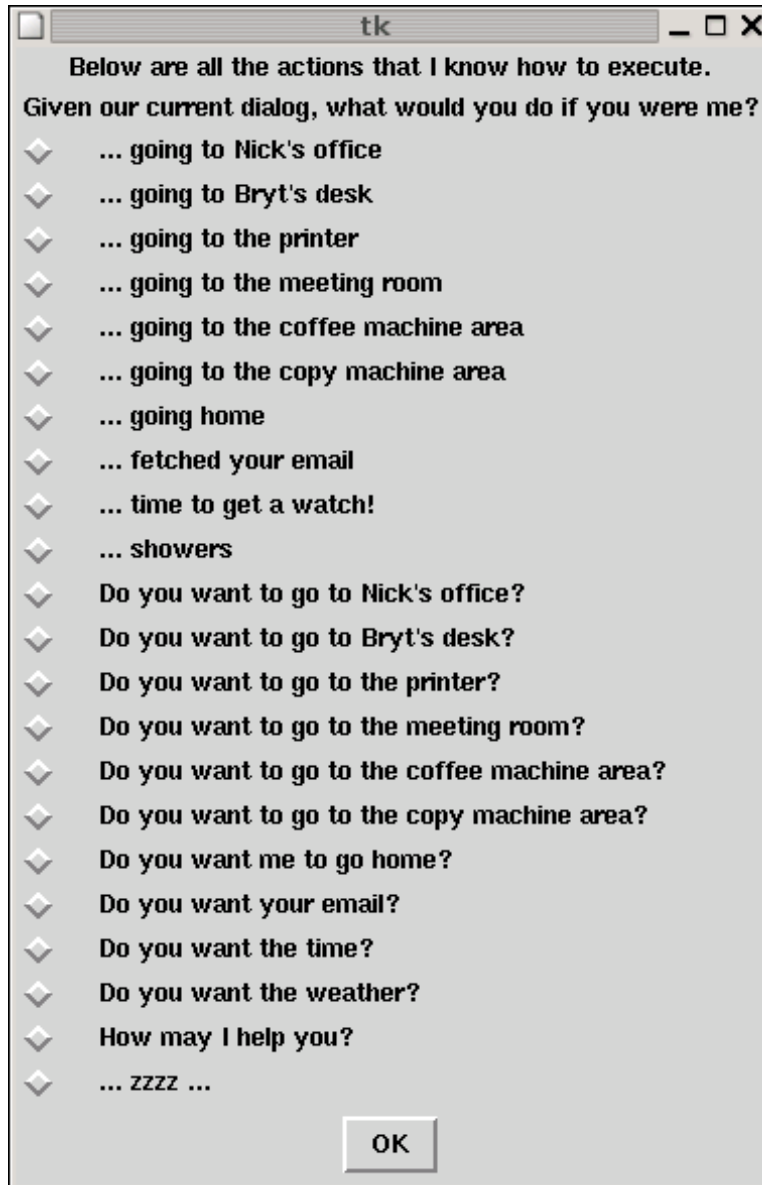 tk
Below are all the actions that I know how to execute.
Given our current dialog, what would you do if you were me?
... going to Nick's office
... going to Bryt's desk
... going to the printer
... going to the meeting room
... going to the coffee machine area
... going to the copy machine area
... going home
... fetched your email
... time to get a watch!
... showers
Do you want to go to Nick's office?
Do you want to go to Bryt's desk?
Do you want to go to the printer?
Do you want to go to the meeting room?
Do you want to go to the coffee machine area?
Do you want to go to the copy machine area?
Do you want me to go home?
Do you want your email?
Do you want the time?
Do you want the weather?
How may I help you?
... zzzz ...
OK